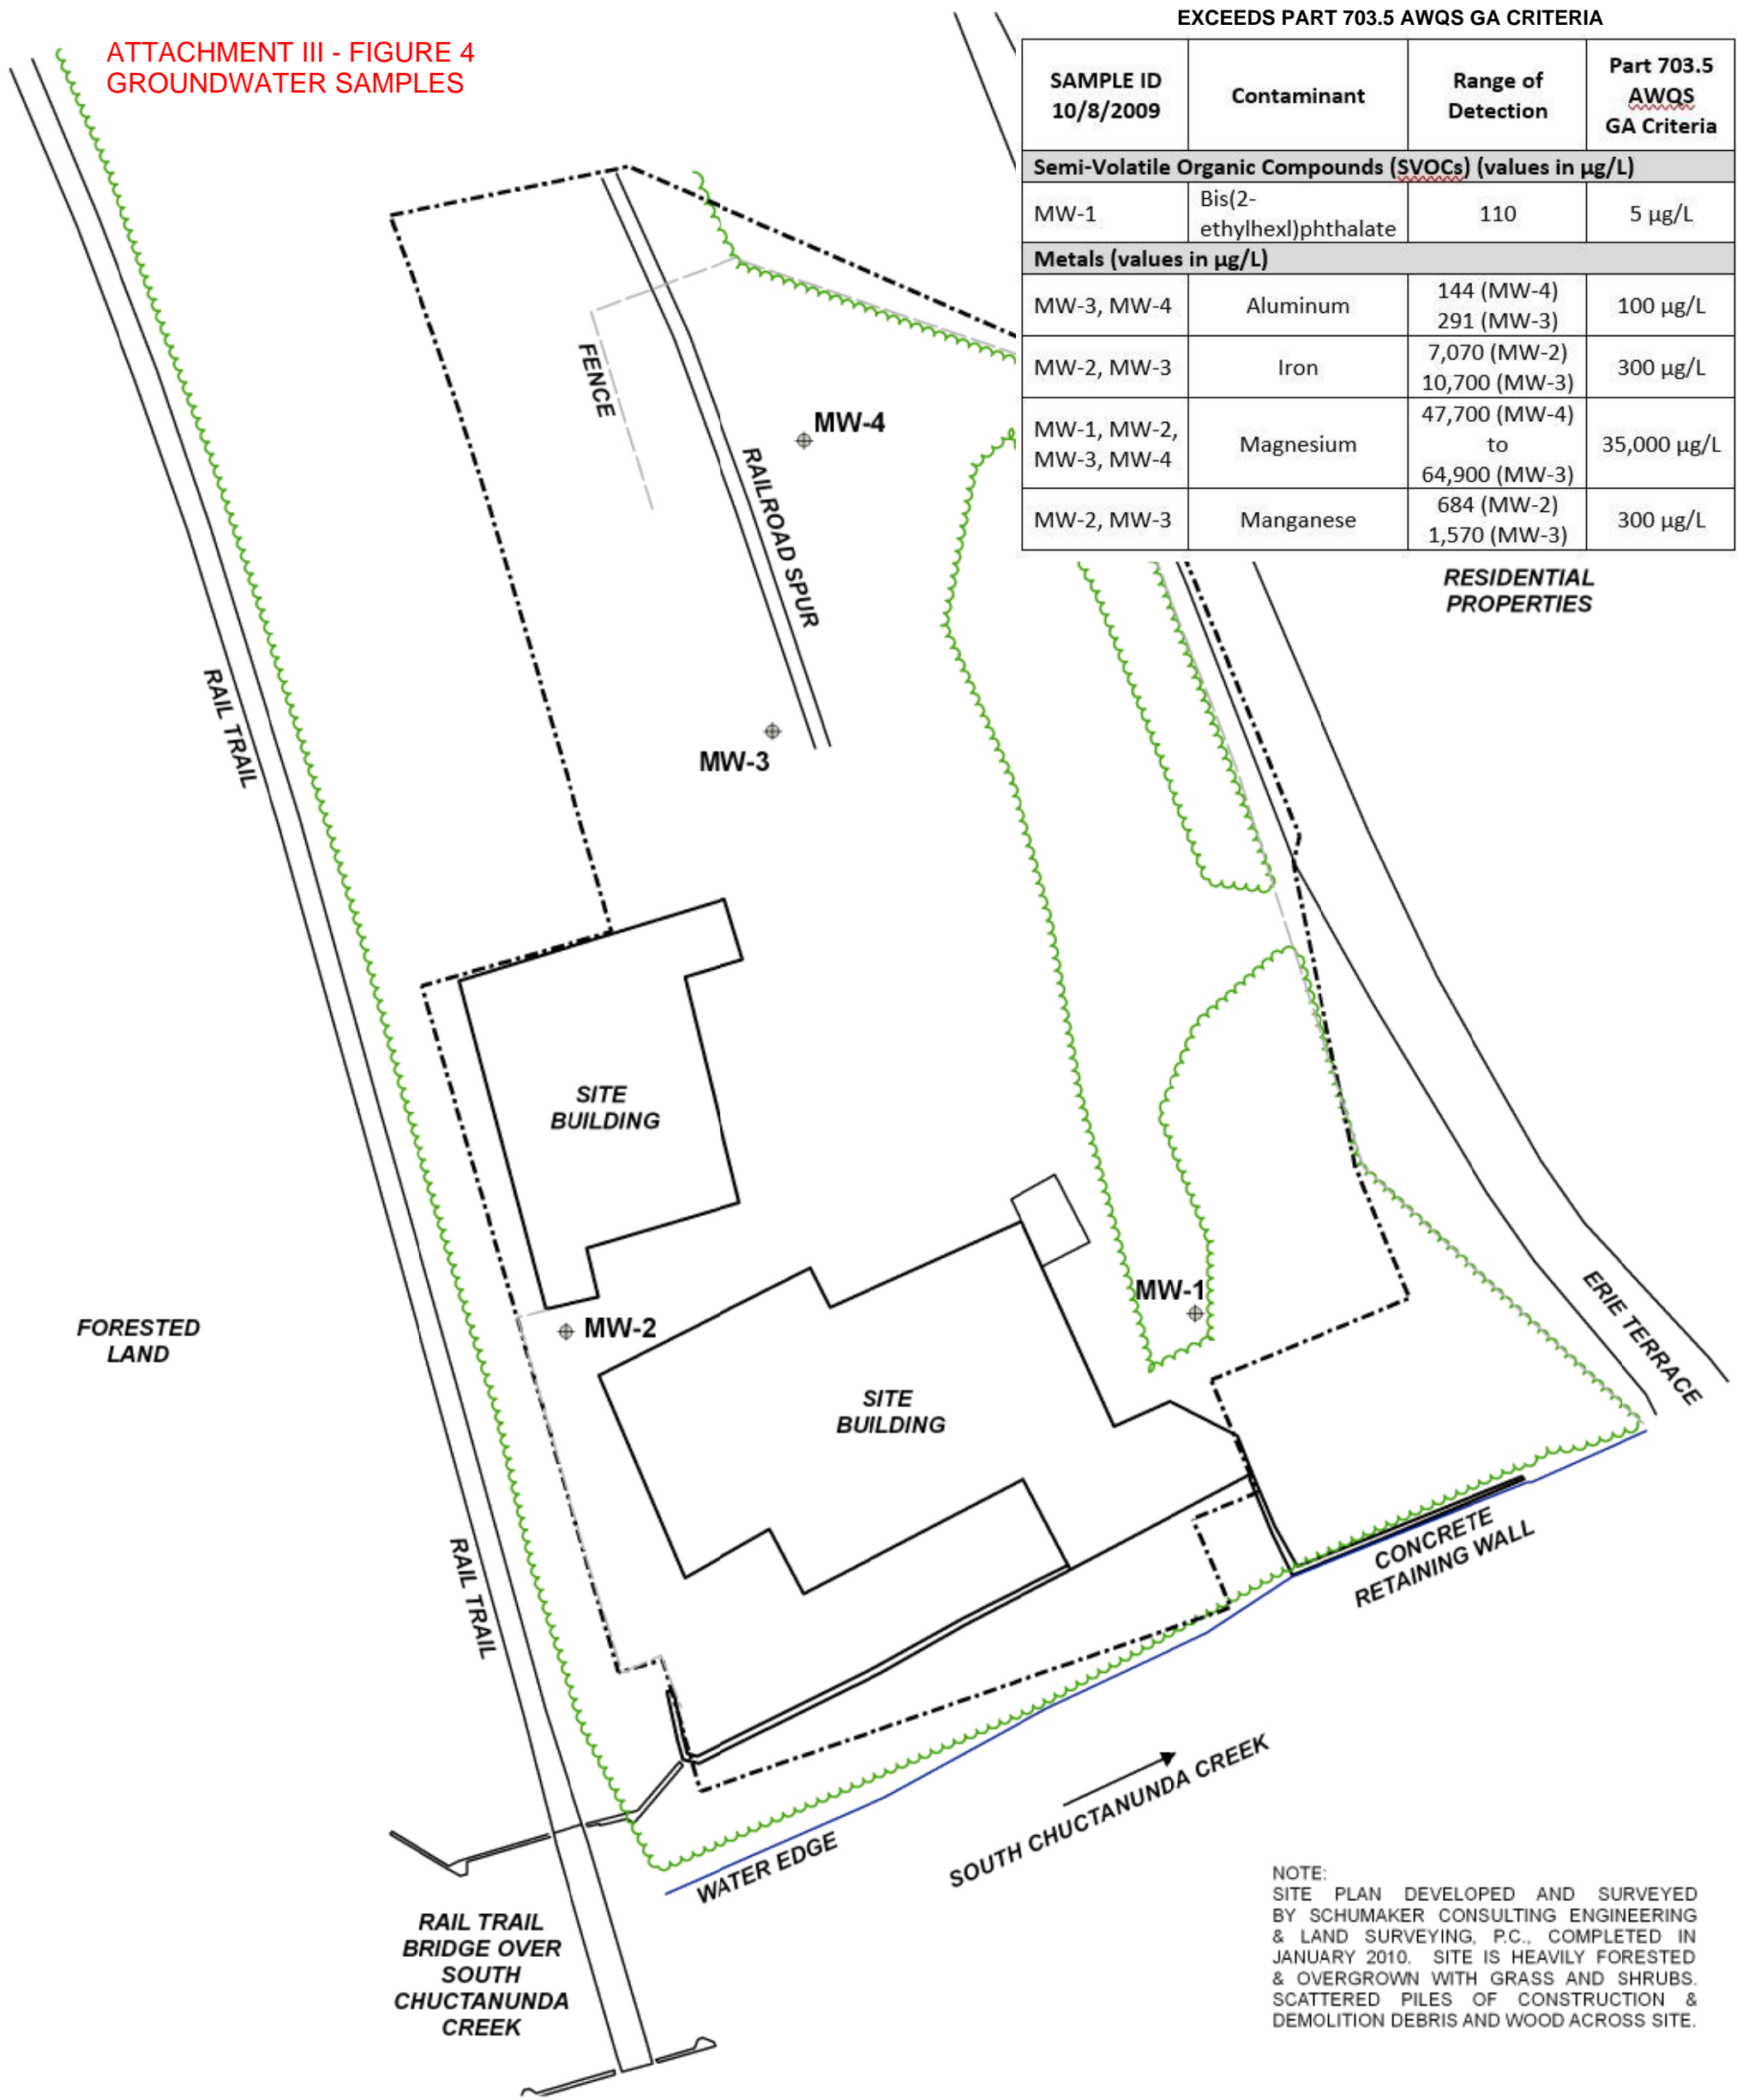 ATTACHMENT III - FIGURE 4
GROUNDWATER SAMPLES
EXCEEDS PART 703.5 AWQS GA CRITERIA
SAMPLE ID
10/8/2009
Contaminant
Range of
Detection
Part 703.5
AWQS
GA Criteria
Semi-Volatile Organic Compounds (SVOCs) (values in µg/L)
MW-1
Bis(2-
ethylhexl)phthalate
110
5 µg/L
Metals (values in µg/L)
MW-3, MW-4
Aluminum
144 (MW-4)
291 (MW-3)
100 µg/L
MW-2, MW-3
Iron
7,070 (MW-2)
10,700 (MW-3)
300 µg/L
MW-1, MW-2,
MW-3, MW-4
Magnesium
47,700 (MW-4)
to
64,900 (MW-3)
35,000 µg/L
MW-2, MW-3
Manganese
684 (MW-2)
1,570 (MW-3)
300 µg/L
FENCE
MW-4
RAILROAD SPUR
RESIDENTIAL
PROPERTIES
RAIL TRAIL
MW-3
SITE
BUILDING
MW-1
ERIE TERRACE
FORESTED
LAND
MW-2
SITE
BUILDING
RAIL TRAIL
CONCRETE
RETAINING WALL
SOUTH CHUCTANUNDA CREEK
WATER EDGE
RAIL TRAIL
BRIDGE OVER
SOUTH
CHUCTANUNDA
CREEK
NOTE:
SITE PLAN DEVELOPED AND SURVEYED
BY SCHUMAKER CONSULTING ENGINEERING
& LAND SURVEYING, P.C., COMPLETED IN
JANUARY 2010. SITE IS HEAVILY FORESTED
& OVERGROWN WITH GRASS AND SHRUBS.
SCATTERED PILES OF CONSTRUCTION &
DEMOLITION DEBRIS AND WOOD ACROSS SITE.